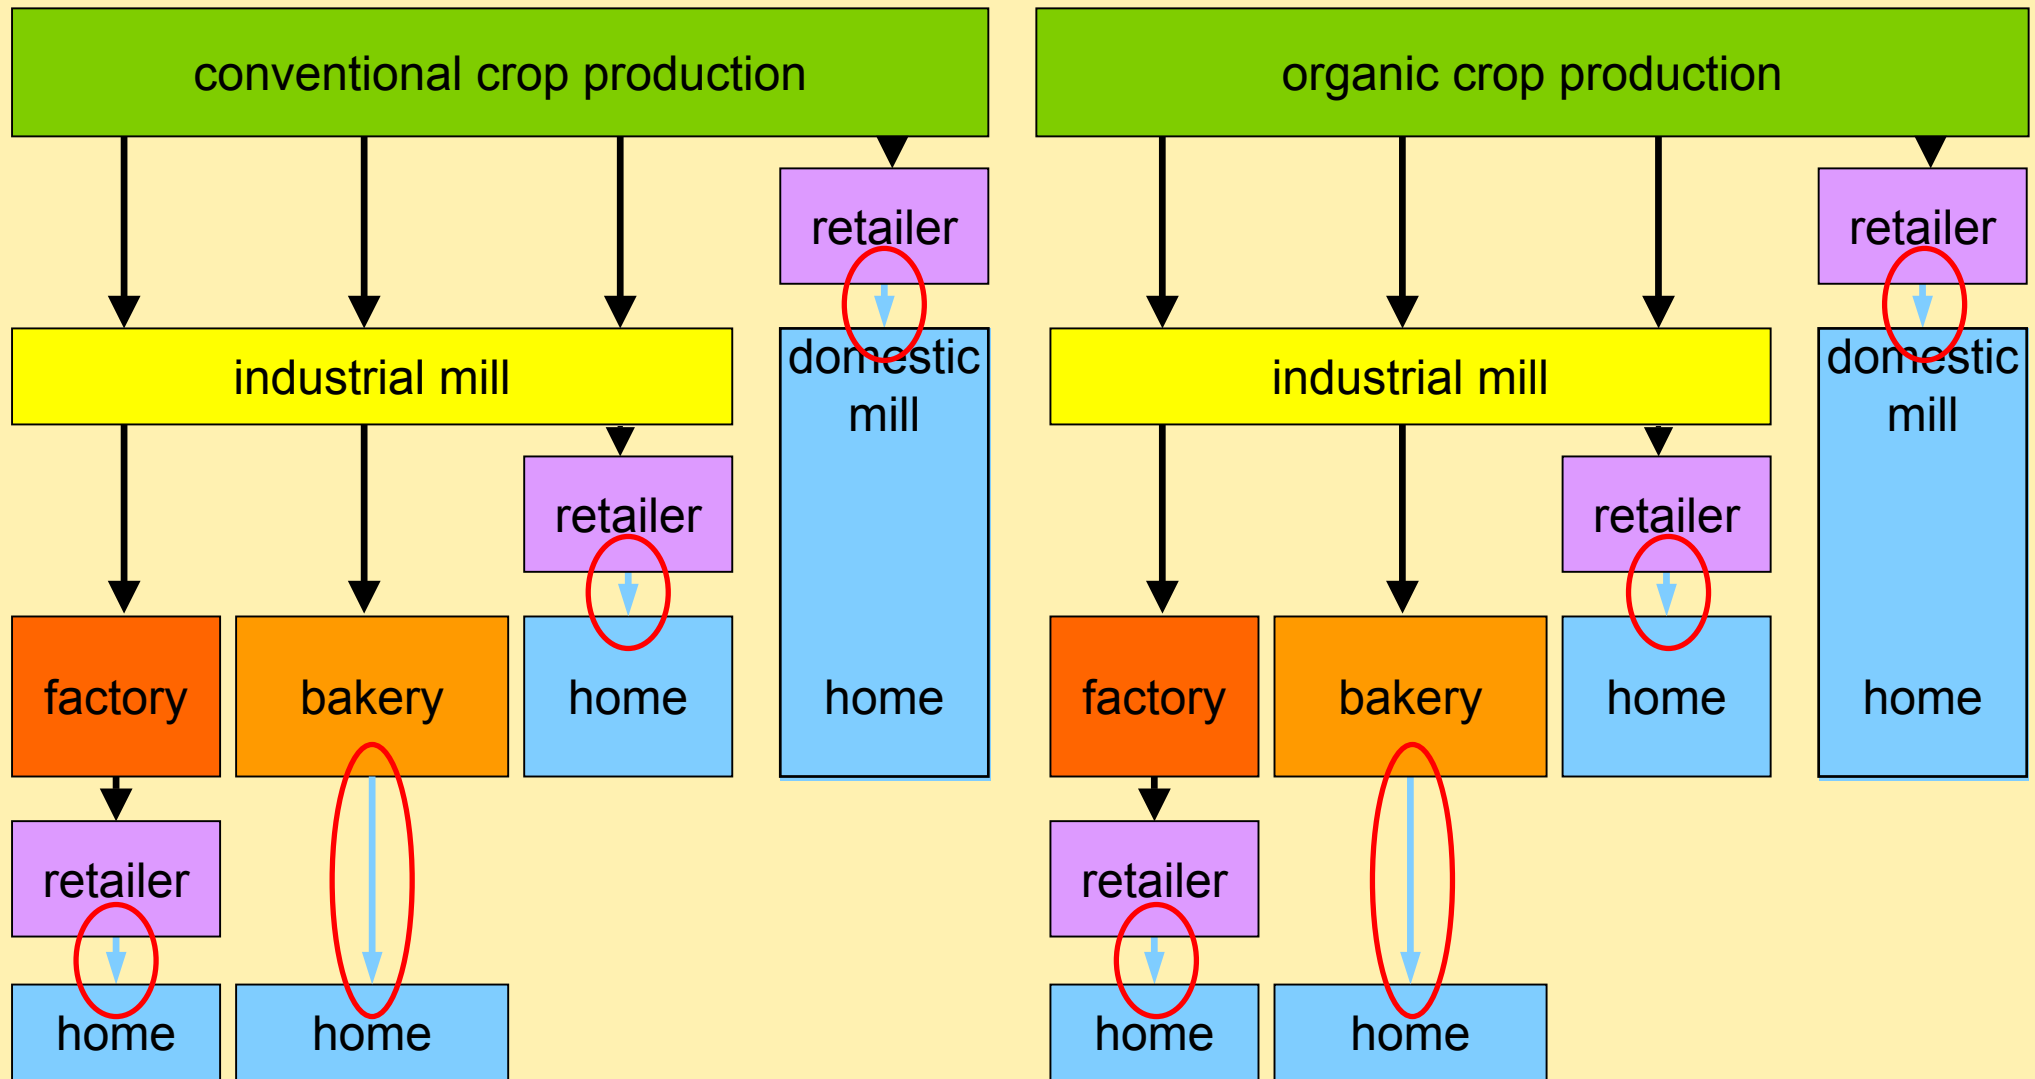 conventional crop production
organic crop production
retailer
retailer
industrial mill
domestic
mill
industrial mill
domestic
mill
retailer
retailer
factory
bakery
home
home
factory
bakery
home
home
retailer
retailer
home
home
home
home